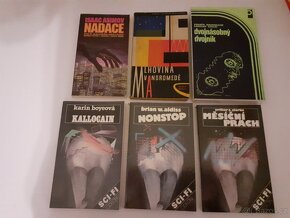 ISAAC ASIMOV
NADACE
MLHOVINA
V ANDROMEDĚ
dvojnásobný
dvojník
karin boyeová
KALLOCAIN
SCI-FI
brian w. aldiss
NONSTOP
SCI-FI
arthur c. clarke
MĚSÍČNÍ
PRACH
SCI-FI